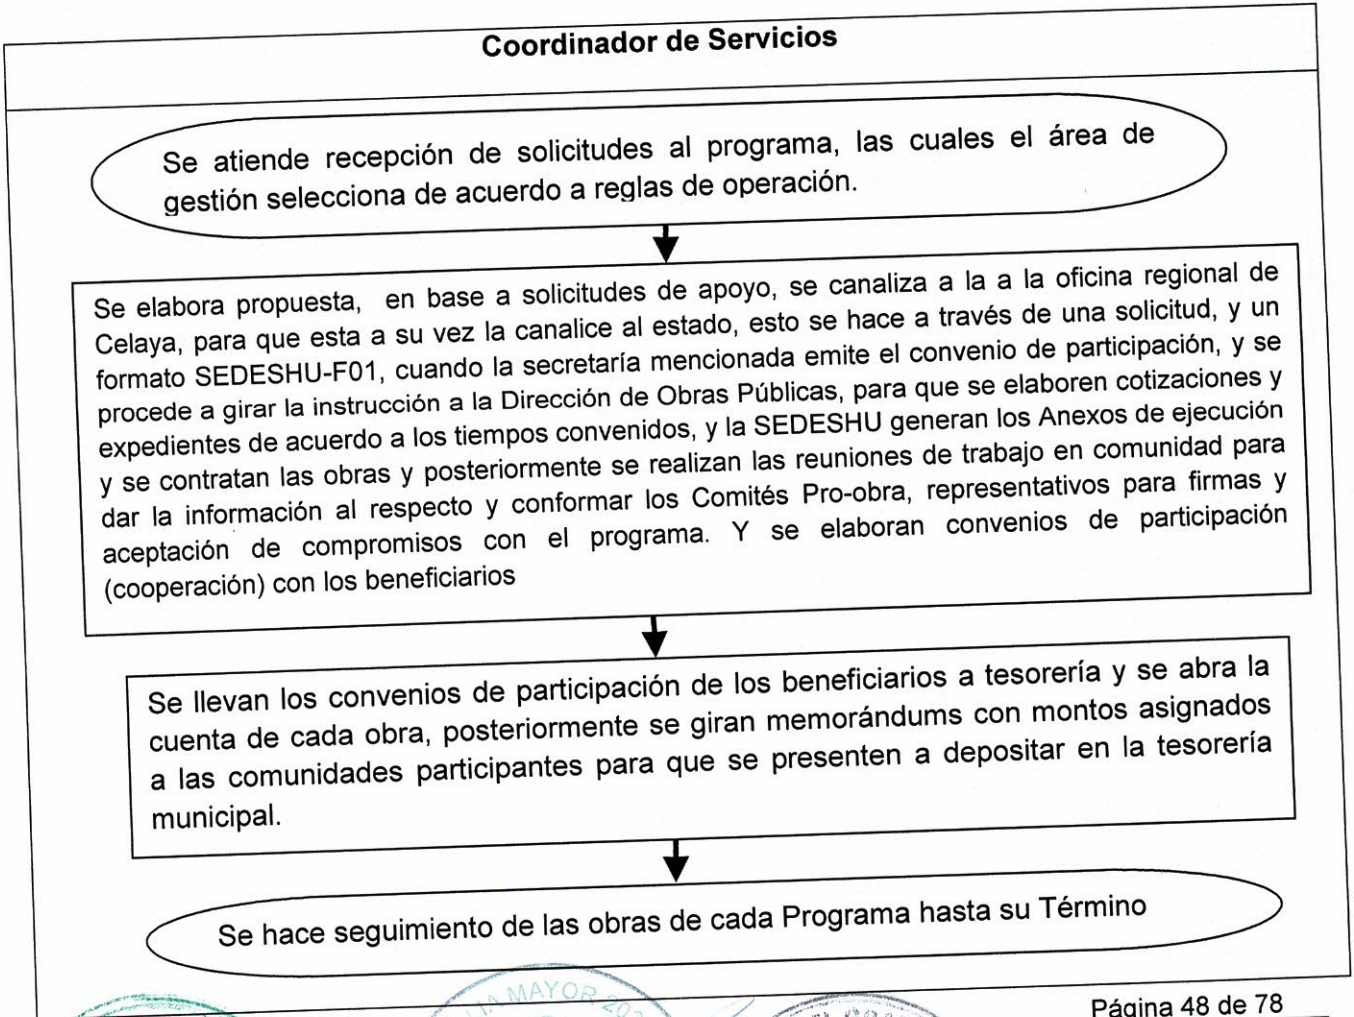 Coordinador de Servicios
Se atiende recepción de solicitudes al programa, las cuales el área de
gestión selecciona de acuerdo a reglas de operación.
Se elabora propuesta, en base a solicitudes de apoyo, se canaliza a la a la oficina regional de
Celaya, para que esta a su vez la canalice al estado, esto se hace a través de una solicitud, y un
formato SEDESHU-F01, cuando la secretaría mencionada emite el convenio de participación, y se
procede a girar la instrucción a la Dirección de Obras Públicas, para que se elaboren cotizaciones y
expedientes de acuerdo a los tiempos convenidos, y la SEDESHU generan los Anexos de ejecución
y se contratan las obras y posteriormente se realizan las reuniones de trabajo en comunidad para
dar la información al respecto y conformar los Comités Pro-obra, representativos para firmas y
aceptación de compromisos con el programa. Y se elaboran convenios de participación
(cooperación) con los beneficiarios
Se llevan los convenios de participación de los beneficiarios a tesorería y se abra la
cuenta de cada obra, posteriormente se giran memorándums con montos asignados
a las comunidades participantes para que se presenten a depositar en la tesorería
municipal.
Se hace seguimiento de las obras de cada Programa hasta su Término
MAYOR
Página 48 de 78